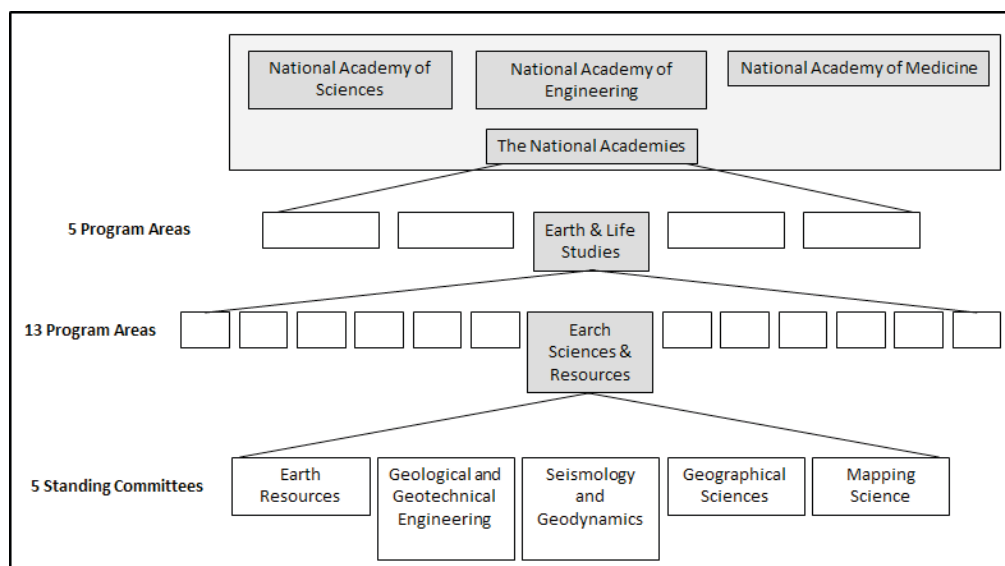 National Academy of
Sciences
National Academy of
Engineering
National Academy of Medicine
The National Academies
5 Program Areas
Earth & Life
Studies
13 Program Areas
Earch
Sciences &
Resources
5 Standing Committees
Earth
Resources
Geological and
Geotechnical
Engineering
Seismology
and
Geodynamics
Geographical
Sciences
Mapping
Science